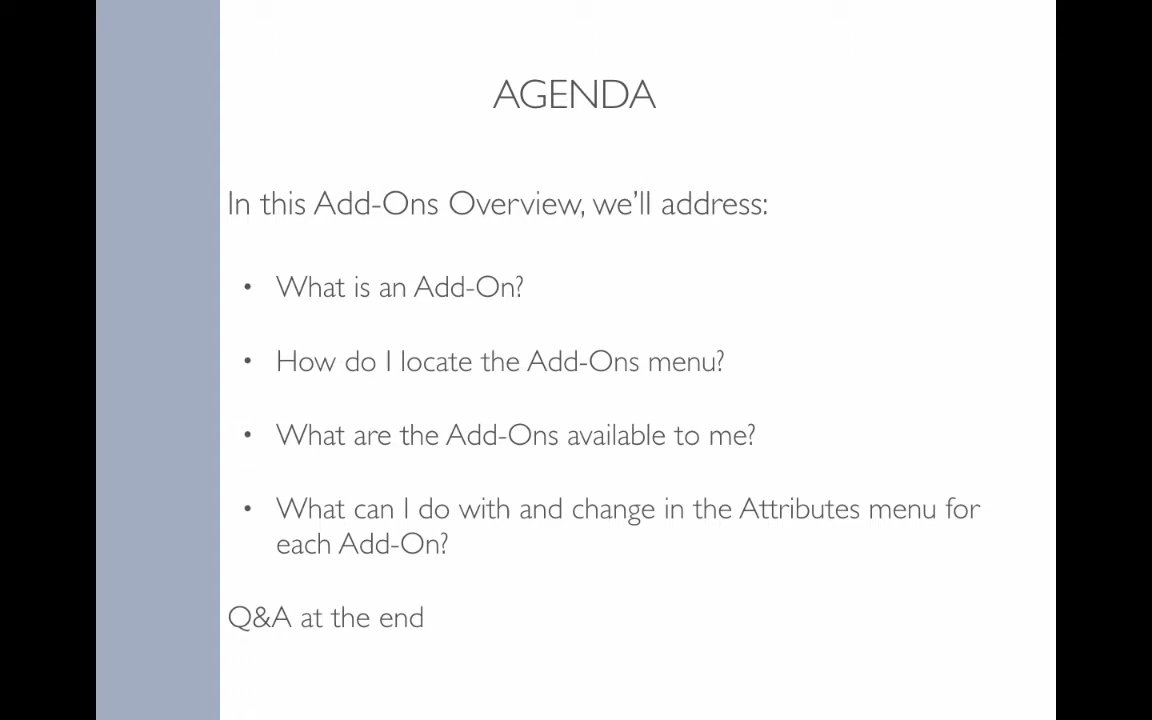 AGENDA
In this Add-Ons Overview, we’ll address:
• What is an Add-On?
• How do I locate the Add-Ons menu?
• What are the Add-Ons available to me?
• What can I do with and change in the Attributes menu for
each Add-On?
Q&A at the end